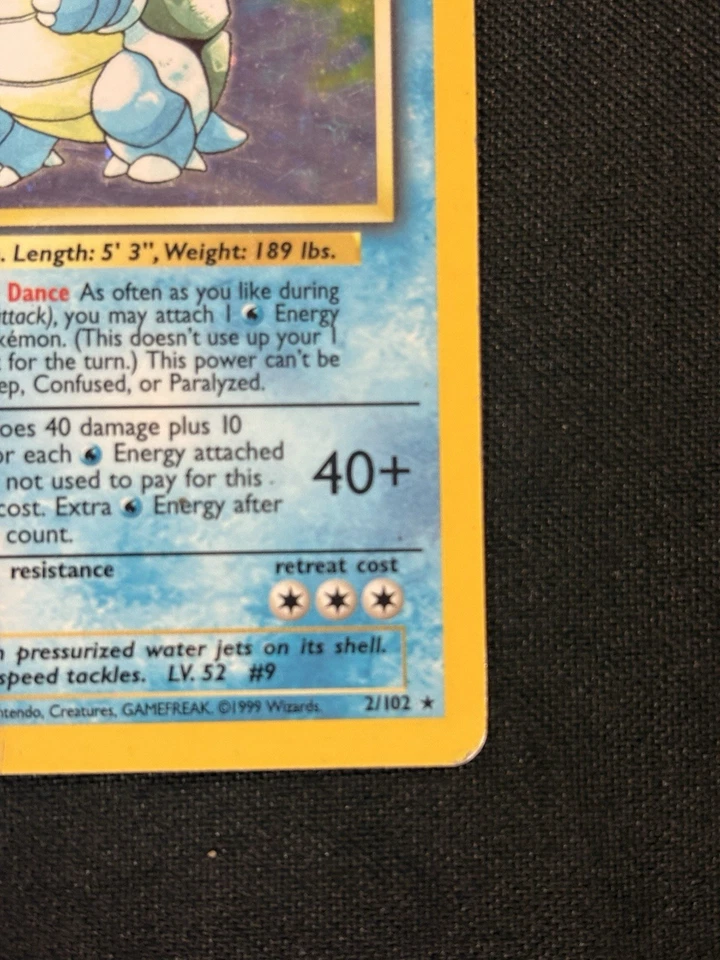 . Length: 5' 3", Weight: 189 lbs.
Dance As often as you like during
ttack), you may attach 1 Energy
kémon. (This doesn't use up your 1
for the turn.) This power can't be
ep, Confused, or Paralyzed.
oes 40 damage plus 10
or each Energy attached
not used to pay for this
cost. Extra Energy after
count.
40+
resistance
retreat cost
n pressurized water jets on its shell.
speed tackles. LV. 52 #9
ntendo, Creatures, GAMEFREAK. ©1999 Wizards. 2/102 ★